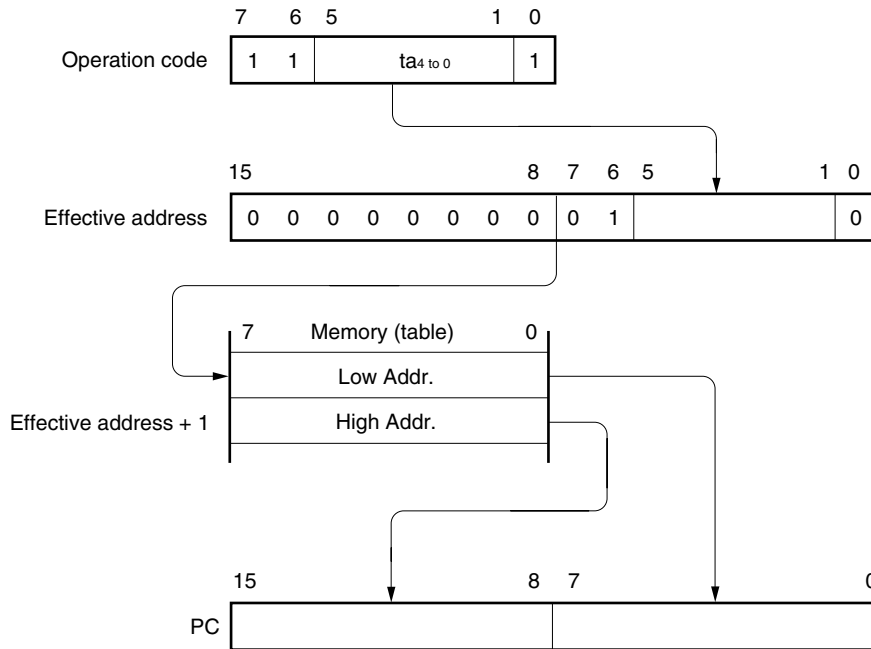 7 6 5 1 0
Operation code 1 1 ta4 to 0 1
15 8 7 6 5 1 0
Effective address 0 0 0 0 0 0 0 0 0 1 0
7 Memory (table) 0
Low Addr.
Effective address + 1 High Addr.
15 8 7 0
PC